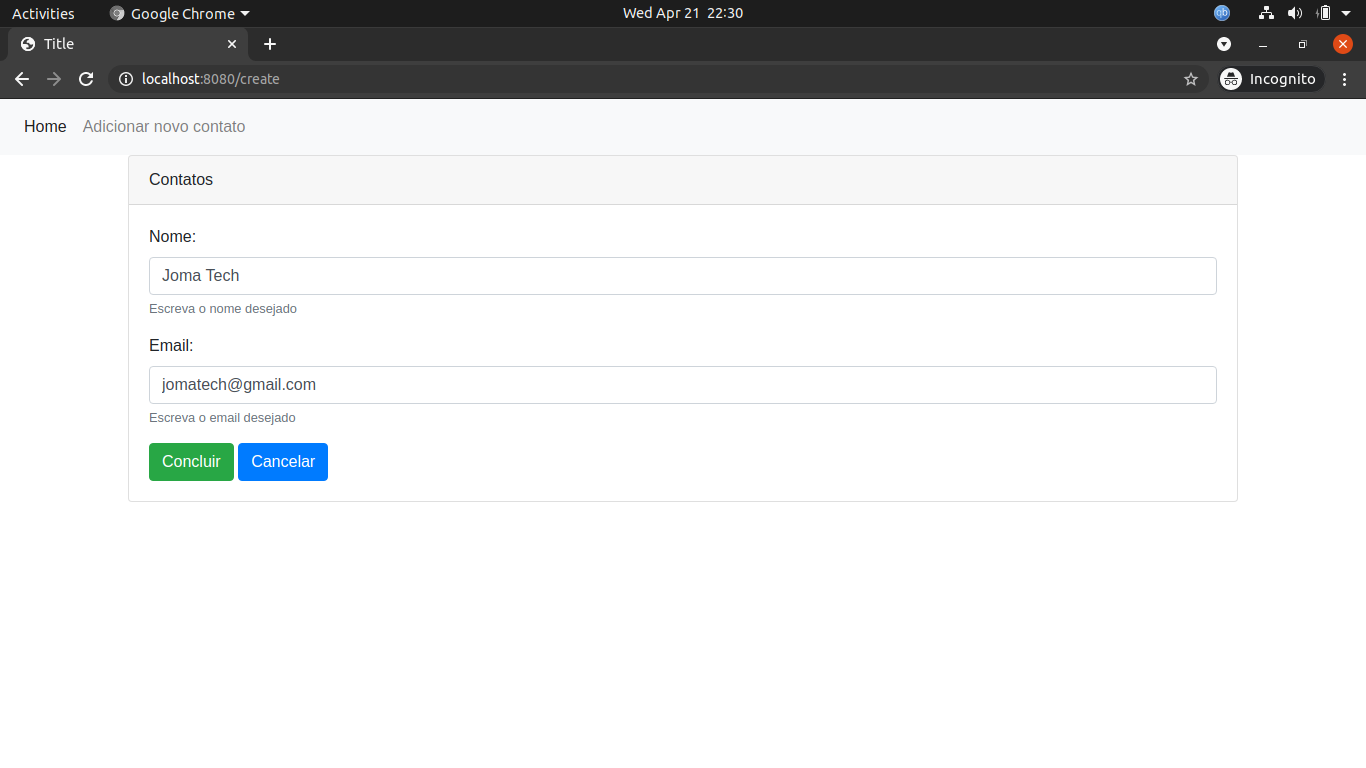 Activities Google Chrome Wed Apr 21 22:30 qb
Title
localhost:8080/create Incognito
Home Adicionar novo contato
Contatos
Nome:
Joma Tech
Escreva o nome desejado
Email:
jomatech@gmail.com
Escreva o email desejado
Concluir Cancelar